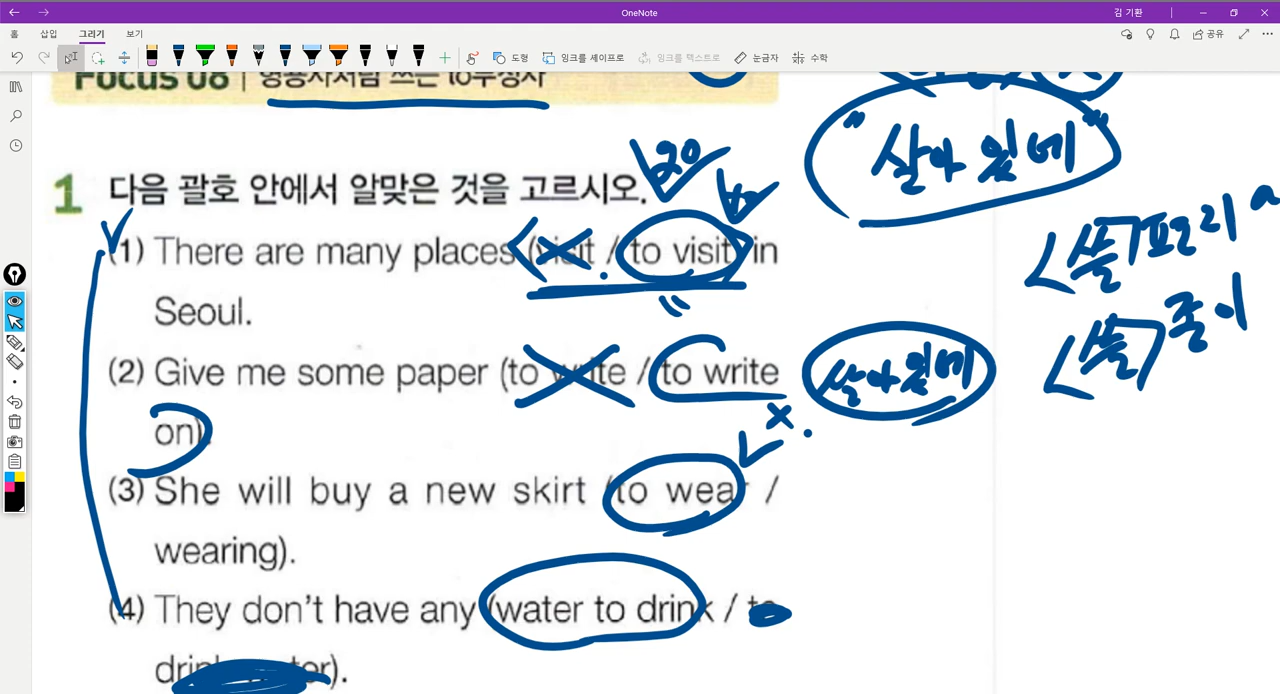 OneNote
김 기환
홈 삽입 그리기 보기
공유
도형 잉크를 셰이프로 잉크를 텍스트로 눈금자 수학
Focus 08 | 형용사처럼 쓰는 to부정사
"살아 있네"
1 다음 괄호 안에서 알맞은 것을 고르시오.
(1) There are many places (visit / to visit) in
Seoul.
(2) Give me some paper (to write / to write
on).
살아있네
(3) She will buy a new skirt (to wear /
wearing).
(4) They don't have any (water to drink / to
drink water).